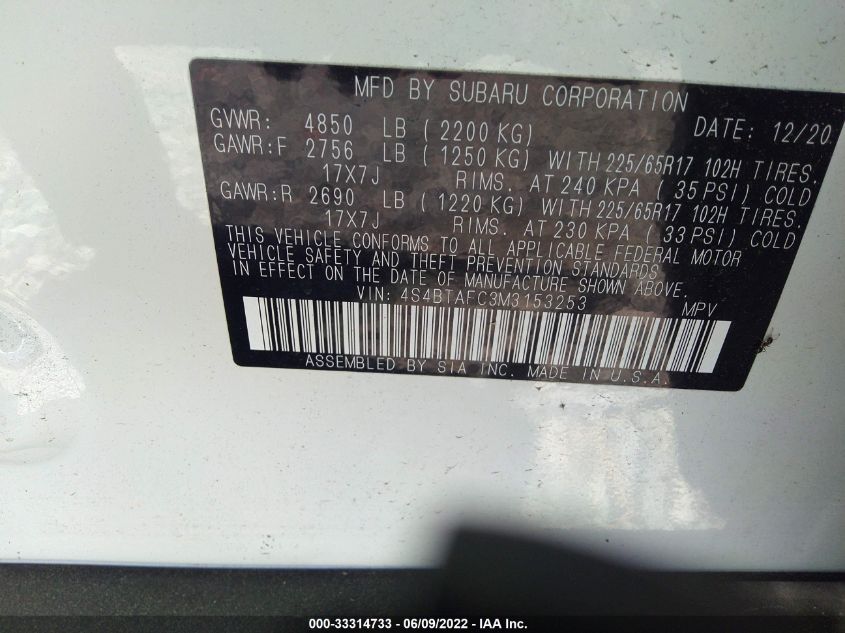 MFD BY SUBARU CORPORATION
GVWR: 4850 LB ( 2200 KG) DATE: 12/20
GAWR:F 2756 LB ( 1250 KG) WITH 225/65R17 102H TIRES.
17X7J RIMS. AT 240 KPA ( 35 PSI) COLD
GAWR:R 2690 LB ( 1220 KG) WITH 225/65R17 102H TIRES.
17X7J RIMS. AT 230 KPA ( 33 PSI) COLD
THIS VEHICLE CONFORMS TO ALL APPLICABLE FEDERAL MOTOR
VEHICLE SAFETY AND THEFT PREVENTION STANDARDS
IN EFFECT ON THE DATE OF MANUFACTURE SHOWN ABOVE.
VIN: 4S4BTAFC3M3153253 MPV
ASSEMBLED BY SIA INC. MADE IN U.S.A.
000-33314733 - 06/09/2022 - IAA Inc.